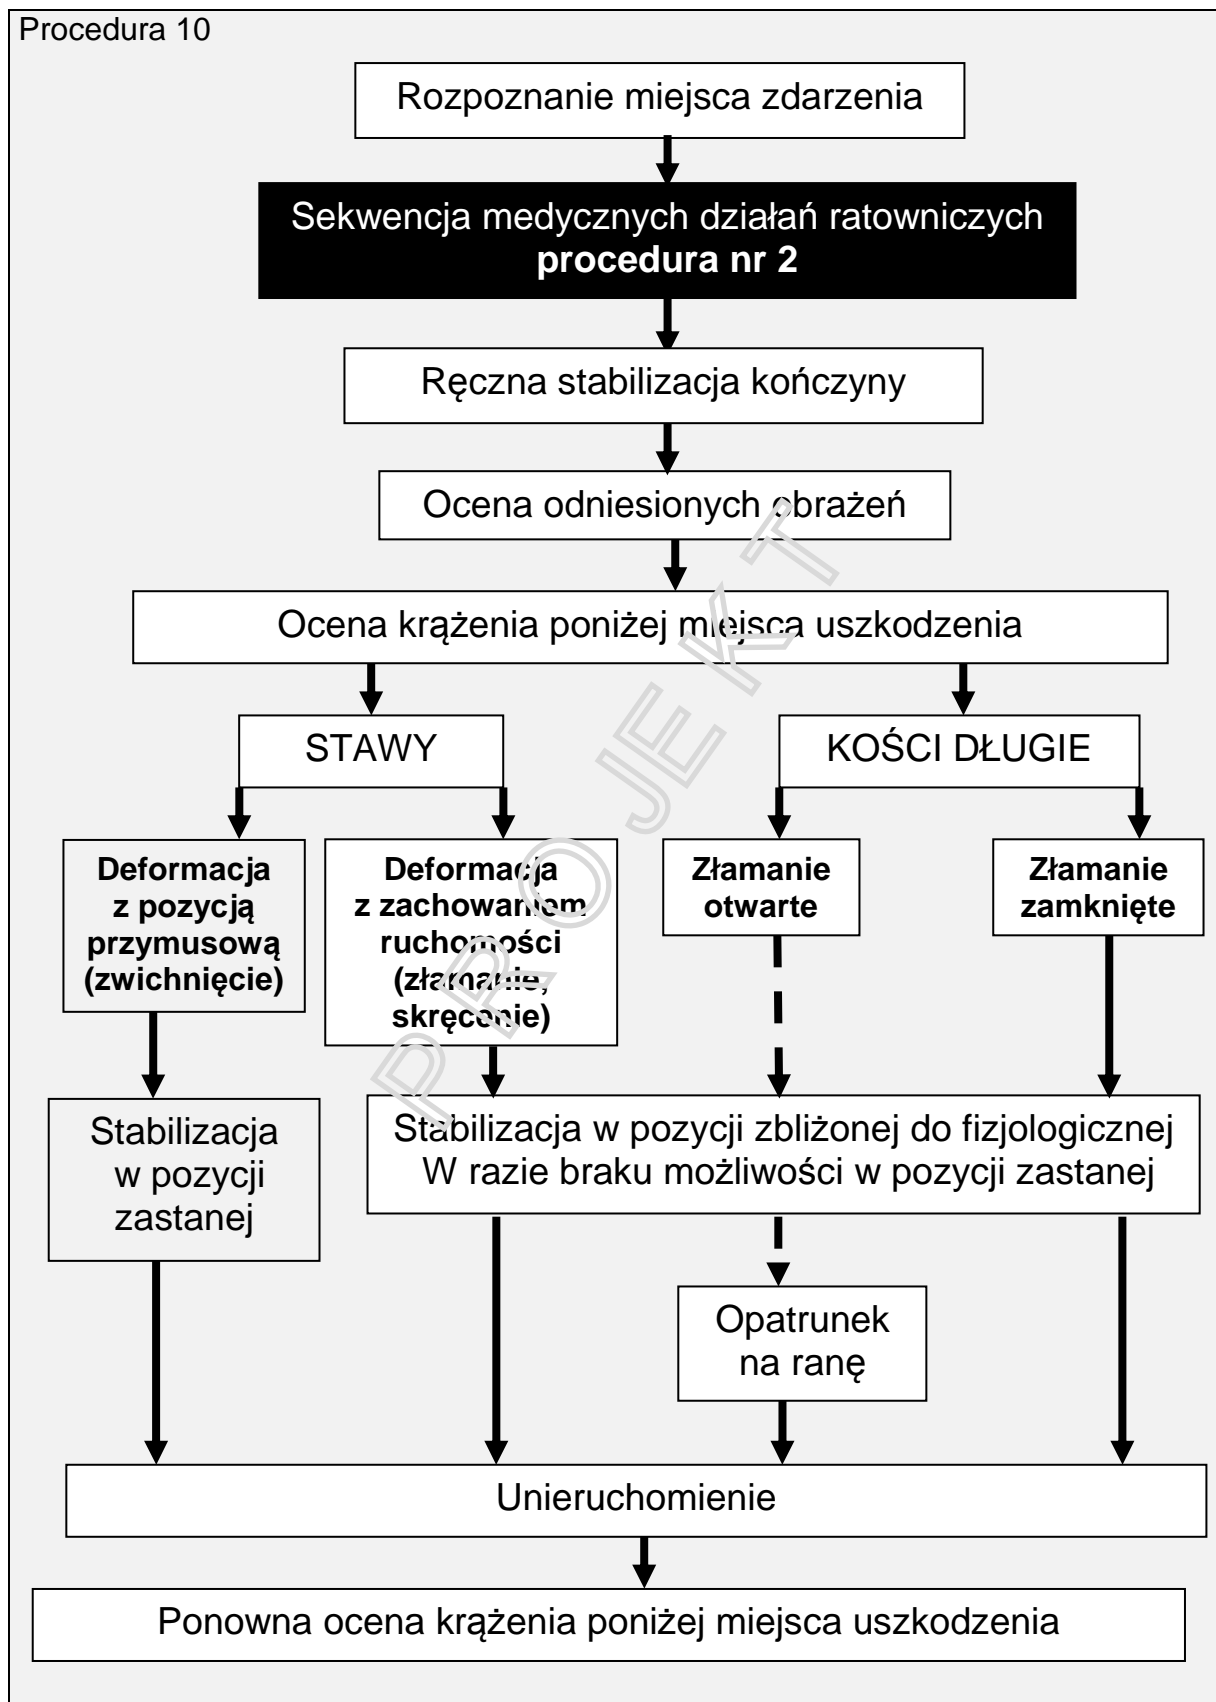 Procedura 10
Rozpoznanie miejsca zdarzenia
Sekwencja medycznych działań ratowniczych
procedura nr 2
Ręczna stabilizacja kończyny
Ocena odniesionych obrażeń
Ocena krążenia poniżej miejsca uszkodzenia
STAWY
KOŚCI DŁUGIE
Deformacja
z pozycją
przymusową
(zwichnięcie)
Deformacja
z zachowaniem
ruchomości
(złamanie,
skręcenie)
Złamanie
otwarte
Złamanie
zamknięte
Stabilizacja
w pozycji
zastanej
Stabilizacja w pozycji zbliżonej do fizjologicznej
W razie braku możliwości w pozycji zastanej
Opatrunek
na ranę
Unieruchomienie
Ponowna ocena krążenia poniżej miejsca uszkodzenia
PROJEKT